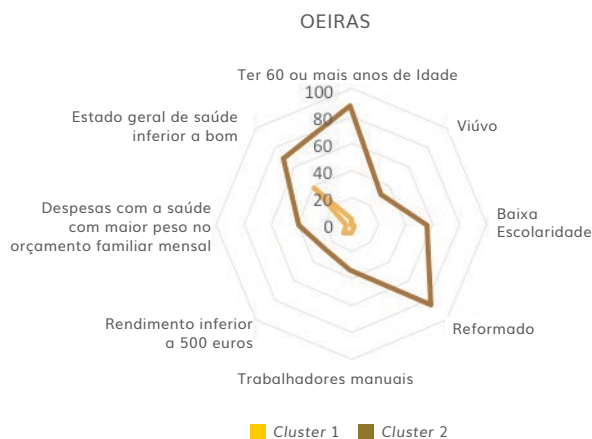 OEIRAS
Ter 60 ou mais anos de Idade
100
80
60
40
20
0
Viúvo
Baixa
Escolaridade
Reformado
Trabalhadores manuais
Rendimento inferior
a 500 euros
Despesas com a saúde
com maior peso no
orçamento familiar mensal
Estado geral de saúde
inferior a bom
Cluster 1 Cluster 2